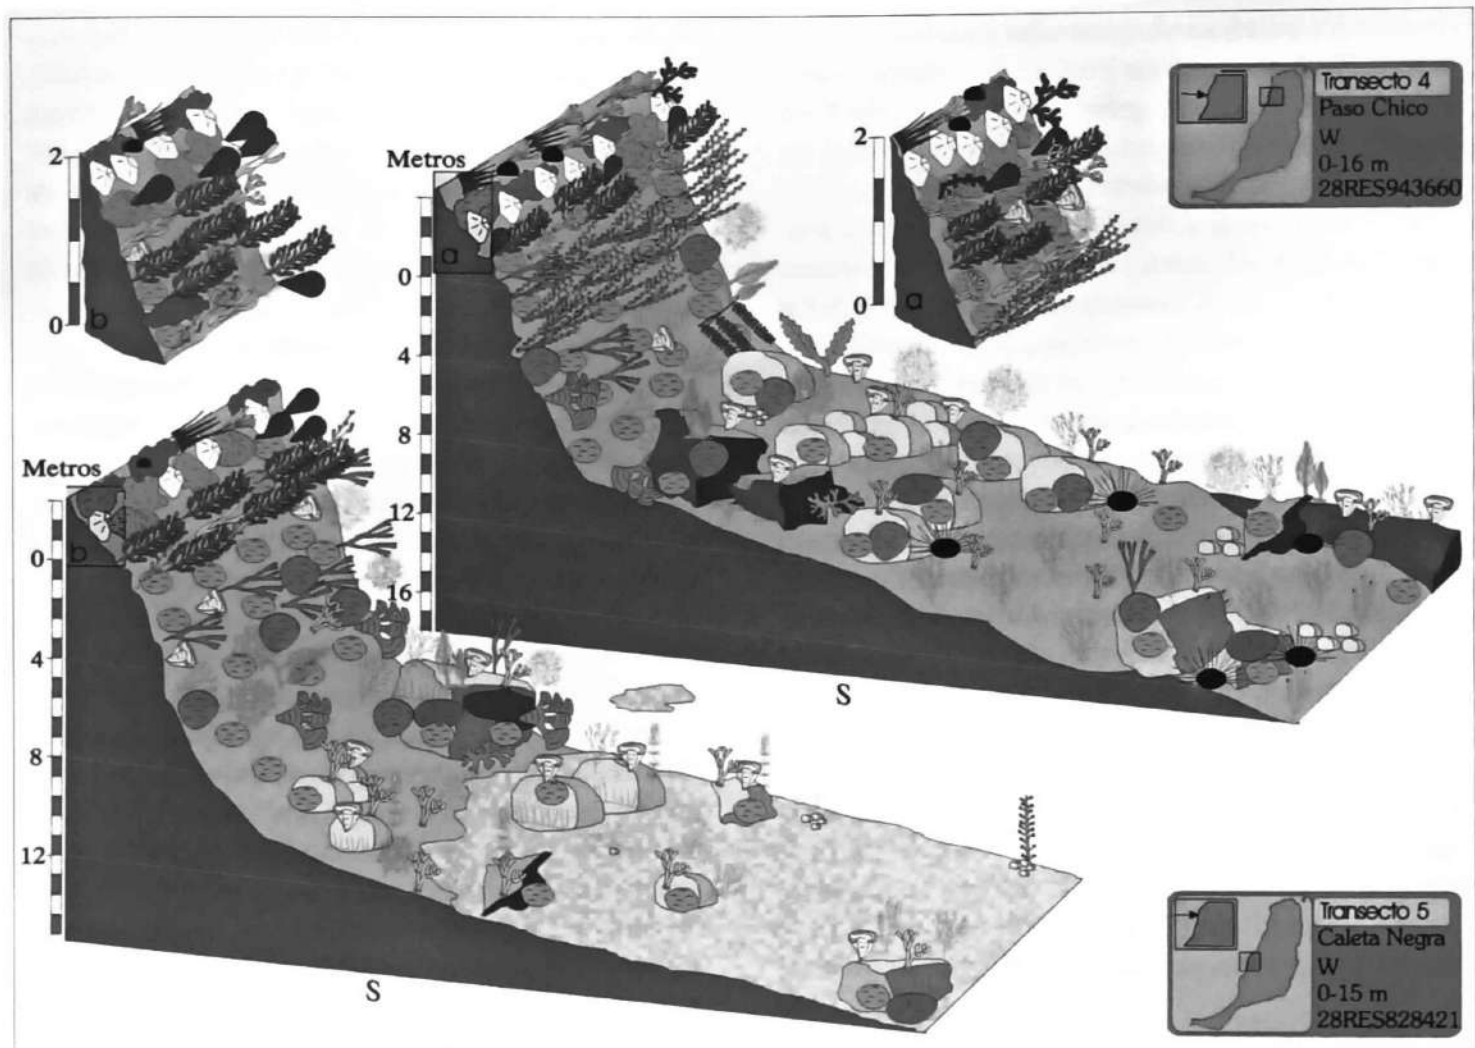 Transecto 4
Paso Chico
W
0-16 m
28RES943660
Metros
0
4
8
12
16
a
S
2
0
a
2
0
b
Metros
0
4
8
12
b
S
Transecto 5
Caleta Negra
W
0-15 m
28RES828421